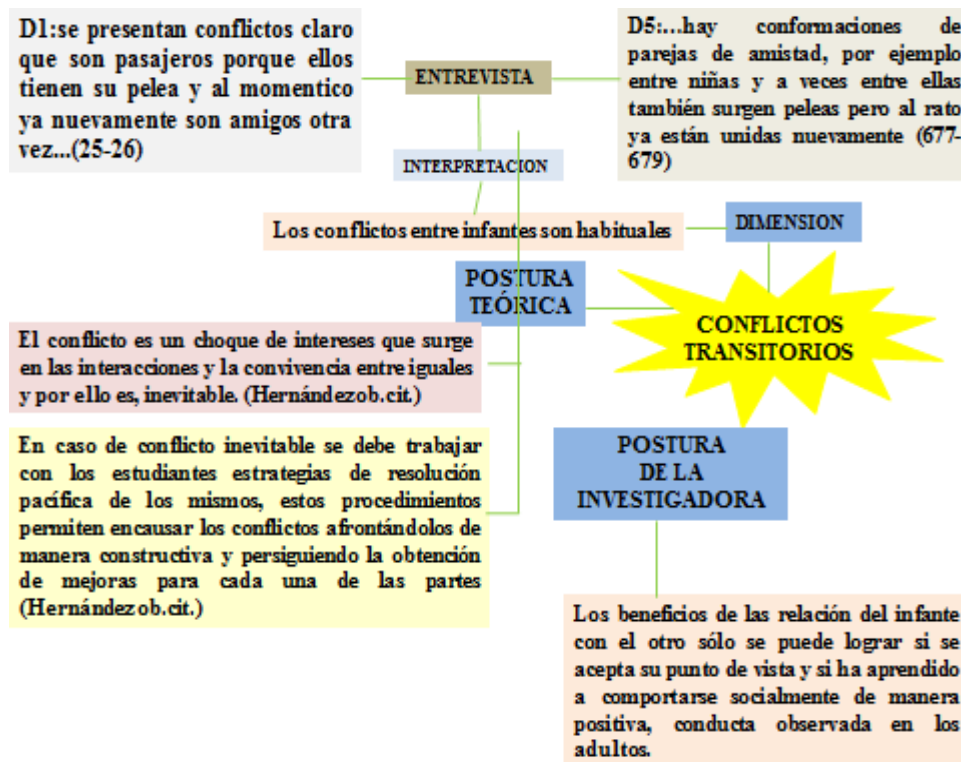 D1:se presentan conflictos claro
que son pasajeros porque ellos
tienen su pelea y al momentico
ya nuevamente son amigos otra
vez...(25-26)
ENTREVISTA
D5:...hay conformaciones de
parejas de amistad, por ejemplo
entre niñas y a veces entre ellas
también surgen peleas pero al rato
ya están unidas nuevamente (677-
679)
INTERPRETACION
Los conflictos entre infantes son habituales
DIMENSION
POSTURA
TEÓRICA
CONFLICTOS
TRANSITORIOS
El conflicto es un choque de intereses que surge
en las interacciones y la convivencia entre iguales
y por ello es, inevitable. (Hernández ob.cit.)
En caso de conflicto inevitable se debe trabajar
con los estudiantes estrategias de resolución
pacífica de los mismos, estos procedimientos
permiten encausar los conflictos afrontándolos de
manera constructiva y persiguiendo la obtención
de mejoras para cada una de las partes
(Hernández ob.cit.)
POSTURA
DE LA
INVESTIGADORA
Los beneficios de las relación del infante
con el otro sólo se puede lograr si se
acepta su punto de vista y si ha aprendido
a comportarse socialmente de manera
positiva, conducta observada en los
adultos.